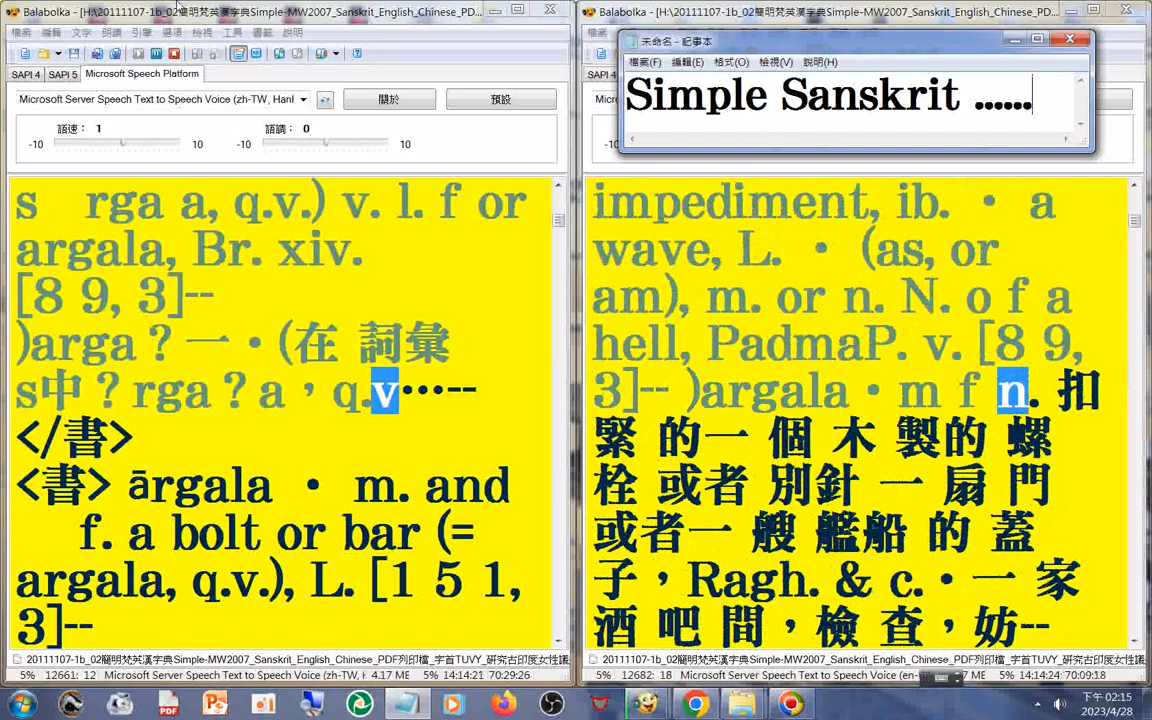 Balabolka - [H:\20111107-1b_02簡明梵英漢字典Simple-MW2007_Sanskrit_English_Chinese_PD...
檔案 編輯 文字 朗讀 引擎 選項 檢視 工具 書籤 說明
SAPI 4 SAPI 5 Microsoft Speech Platform
Microsoft Server Speech Text to Speech Voice (zh-TW, Hanl
關於
預設
語速： 1
語調： 0
-10 10 -10 10
s rga a, q.v.) v. l. f or
argala, Br. xiv.
[8 9, 3]--
)arga？一・(在 詞彙
s中？rga？a，q.v…--
</書>
<書> ārgala ・ m. and
f. a bolt or bar (=
argala, q.v.), L. [1 5 1,
3]--
20111107-1b_02簡明梵英漢字典Simple-MW2007_Sanskrit_English_Chinese_PDF列印檔_字首TUVY_研究古印度女性議
5% 12661: 12 Microsoft Server Speech Text to Speech Voice (zh-TW, H 4.17 MB 5% 14:14:21 70:29:26
Balabolka - [H:\20111107-1b_02簡明梵英漢字典Simple-MW2007_Sanskrit_English_Chinese_PD...
檔案
SAPI 4
未命名 - 記事本
檔案(F) 編輯(E) 格式(O) 檢視(V) 說明(H)
Simple Sanskrit ......
-10
impediment, ib. ・ a
wave, L. ・ (as, or
am), m. or n. N. o f a
hell, PadmaP. v. [8 9,
3]-- )argala・m f n. 扣
緊 的一 個 木 製的 螺
栓 或者 別針 一 扇 門
或者一 艘 艦船 的 蓋
子，Ragh. & c.・一 家
酒 吧 間，檢 查，妨--
20111107-1b_02簡明梵英漢字典Simple-MW2007_Sanskrit_English_Chinese_PDF列印檔_字首TUVY_研究古印度女性議
5% 12682: 18 Microsoft Server Speech Text to Speech Voice (en- 5% 14:14:24 70:09:18
下午 02:15
2023/4/28